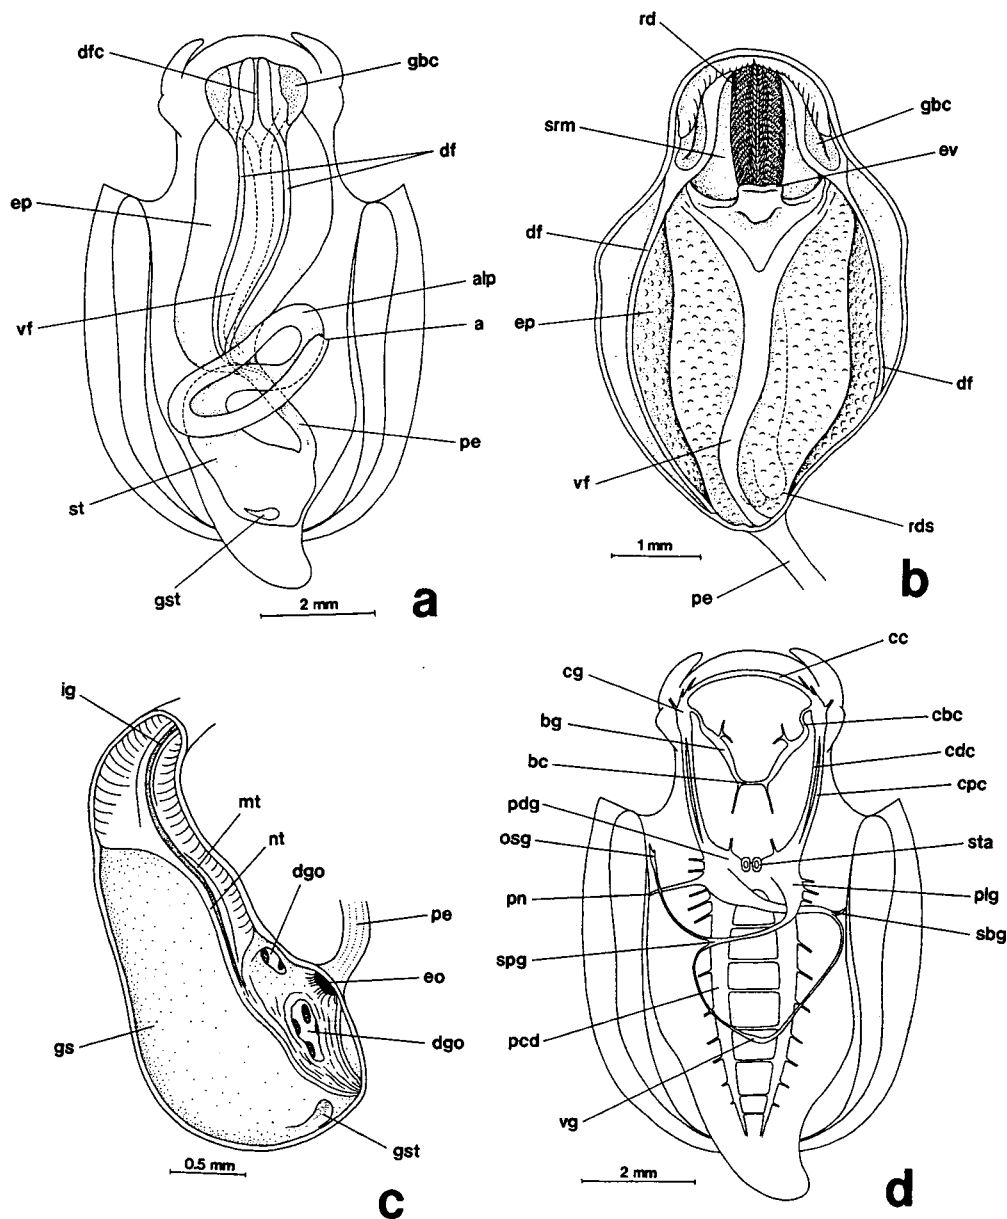 dfc
gbc
df
ep
alp
a
vf
pe
st
gst
2 mm
a
rd
gbc
srm
ev
df
ep
df
vf
rds
1 mm
pe
b
ig
mt
nt
dgo
pe
eo
dgo
gs
gst
0.5 mm
c
cc
cg
cbc
bg
cdc
bc
cpc
pdg
osg
sta
pn
plg
spg
sbg
pcd
vg
2 mm
d